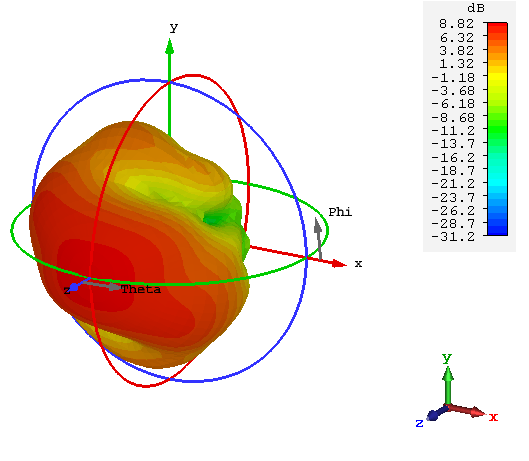 dB
8.82
6.32
3.82
1.32
-1.18
-3.68
-6.18
-8.68
-11.2
-13.7
-16.2
-18.7
-21.2
-23.7
-26.2
-28.7
-31.2
y
Phi
x
z
Theta
y
x
z